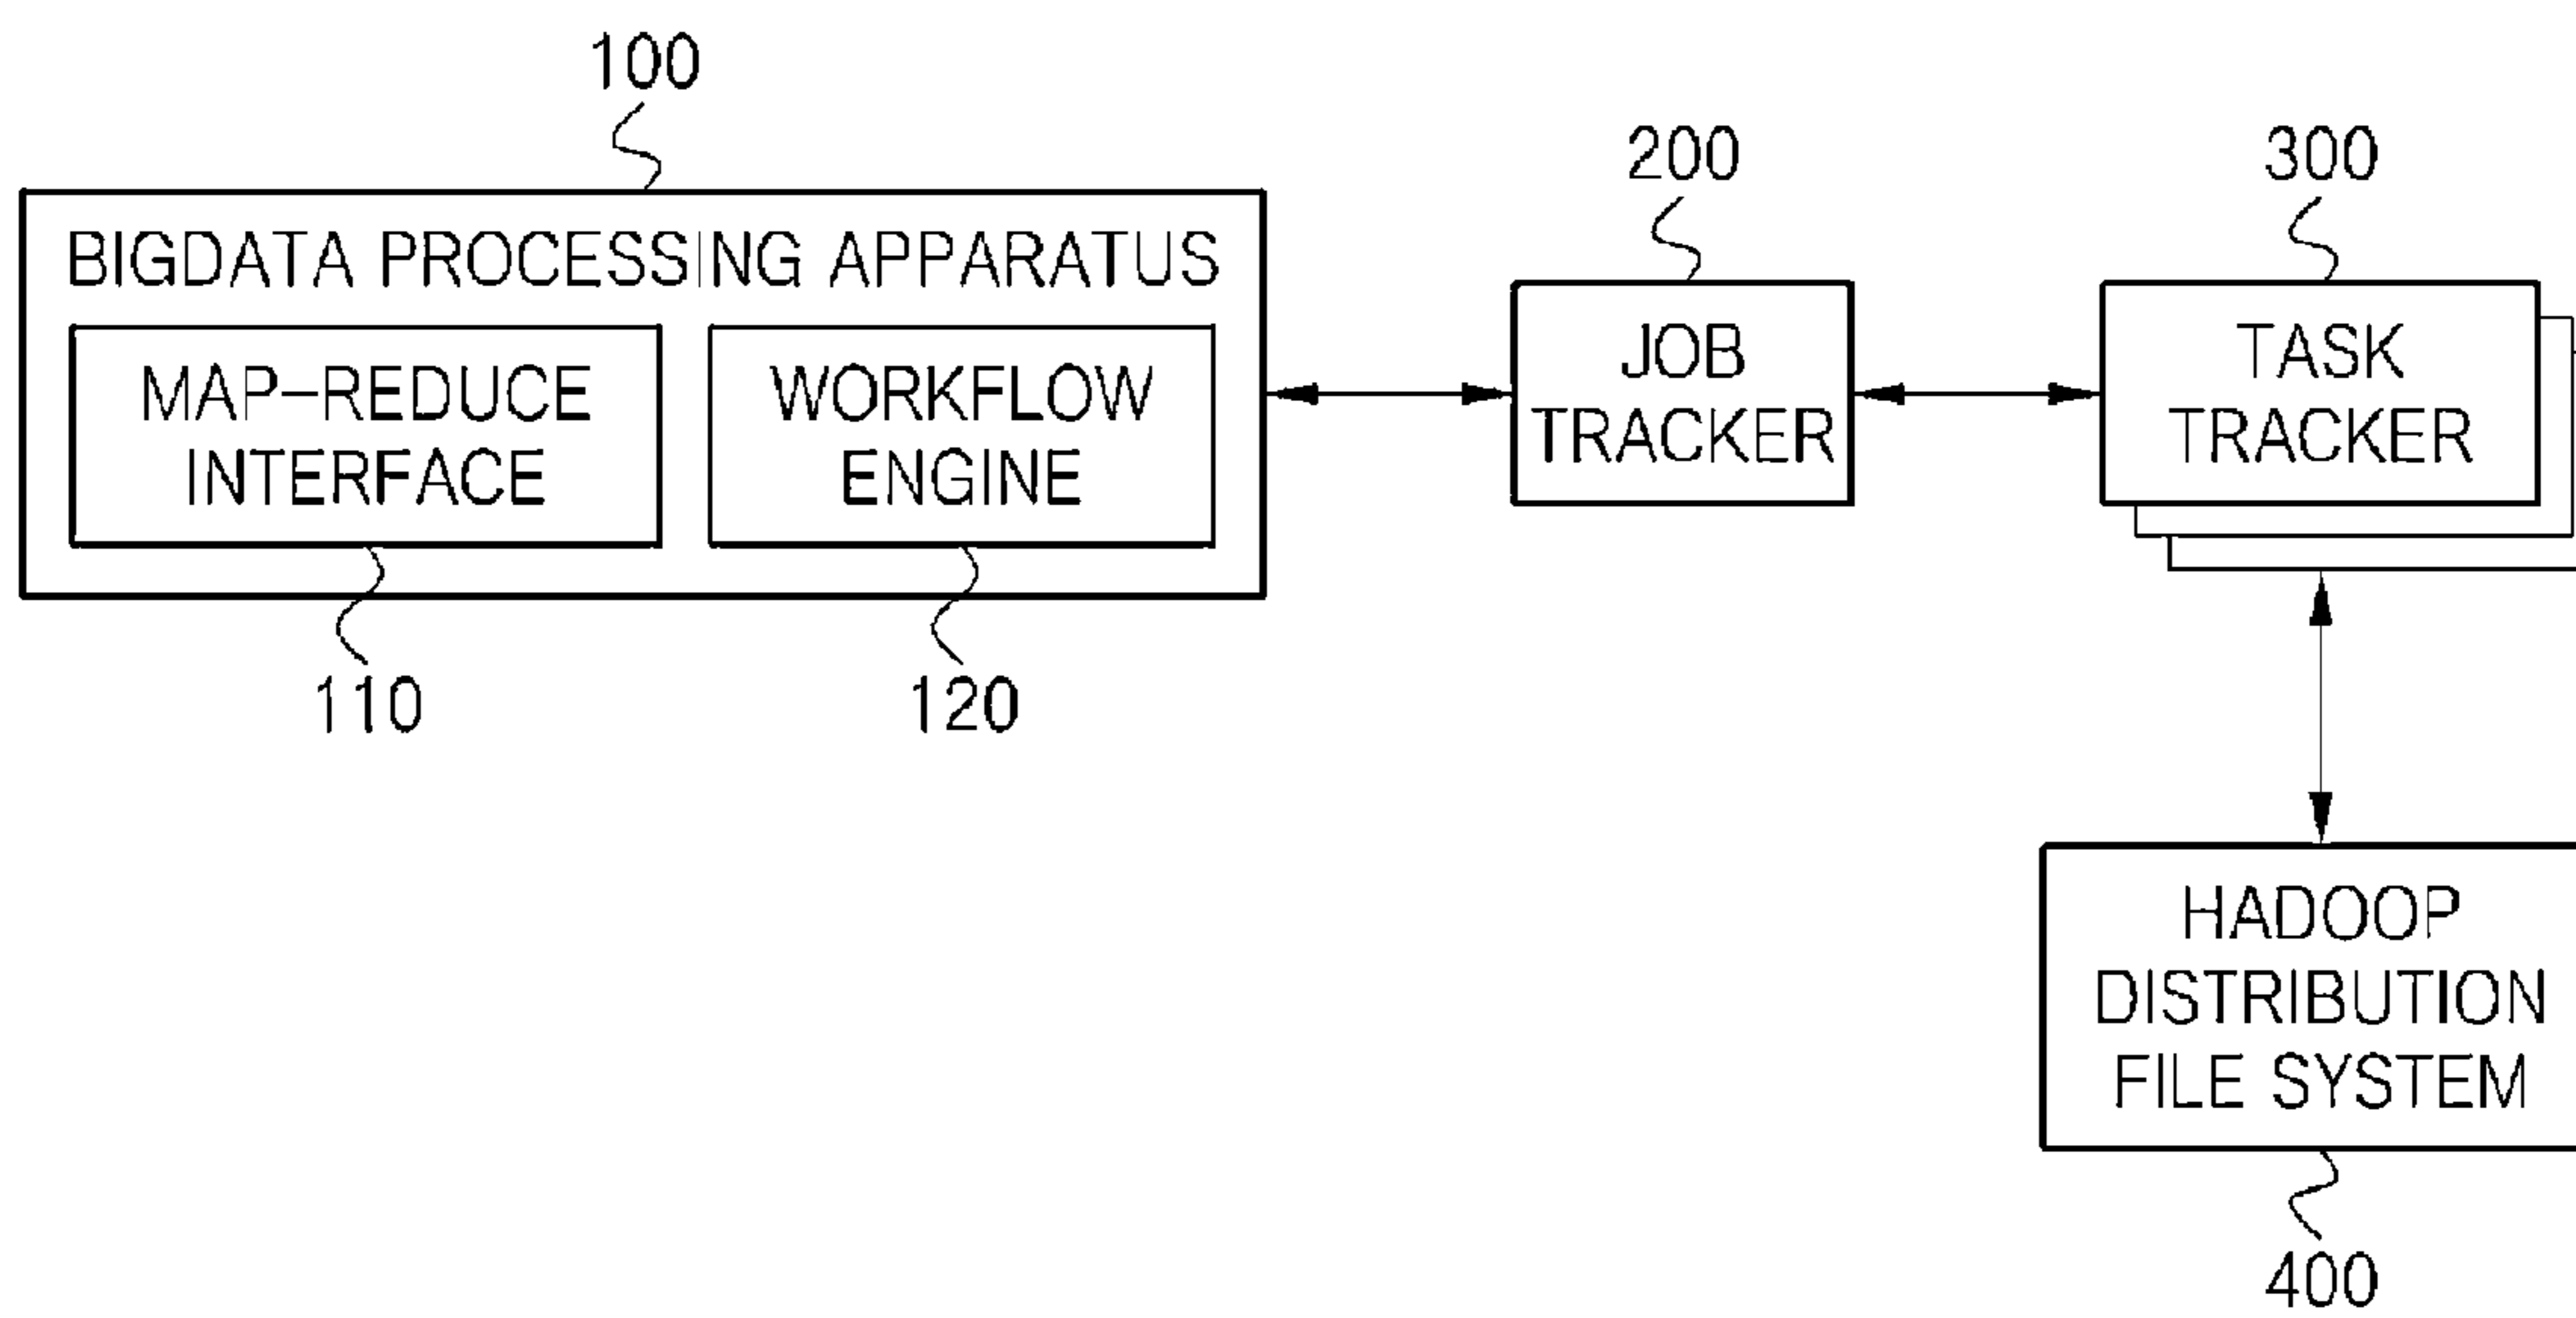 100
200
300
BIGDATA PROCESSING APPARATUS
MAP-REDUCE
INTERFACE
WORKFLOW
ENGINE
JOB
TRACKER
TASK
TRACKER
110
120
HADOOP
DISTRIBUTION
FILE SYSTEM
400